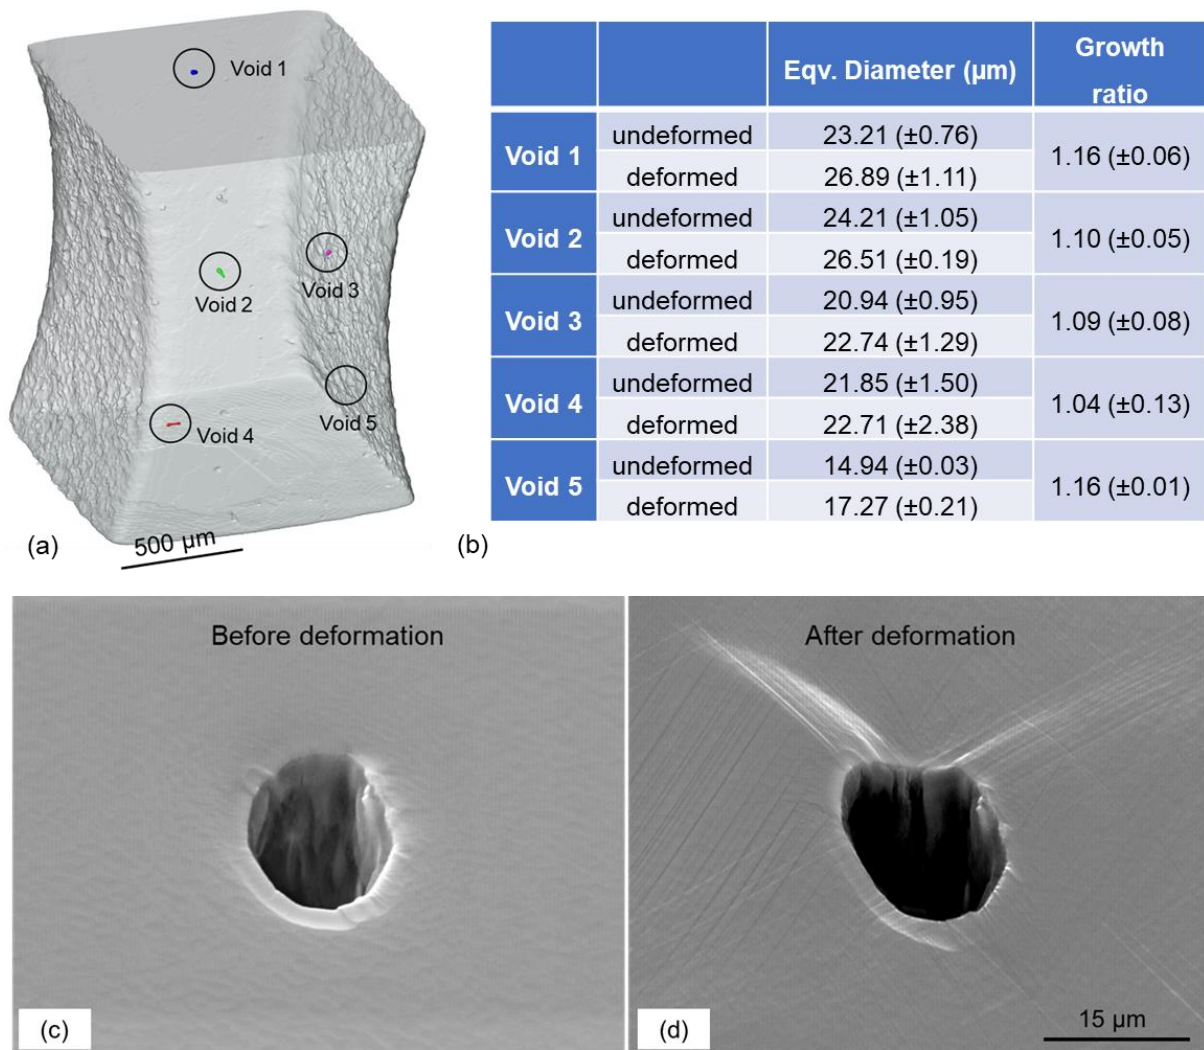 Void 1
Void 2
Void 3
Void 5
Void 4
500 µm
(a)
Eqv. Diameter (µm)
Growth ratio
Void 1
undeformed 23.21 (±0.76)
1.16 (±0.06)
deformed 26.89 (±1.11)
Void 2
undeformed 24.21 (±1.05)
1.10 (±0.05)
deformed 26.51 (±0.19)
Void 3
undeformed 20.94 (±0.95)
1.09 (±0.08)
deformed 22.74 (±1.29)
Void 4
undeformed 21.85 (±1.50)
1.04 (±0.13)
deformed 22.71 (±2.38)
Void 5
undeformed 14.94 (±0.03)
1.16 (±0.01)
deformed 17.27 (±0.21)
(b)
Before deformation
(c)
After deformation
15 µm
(d)